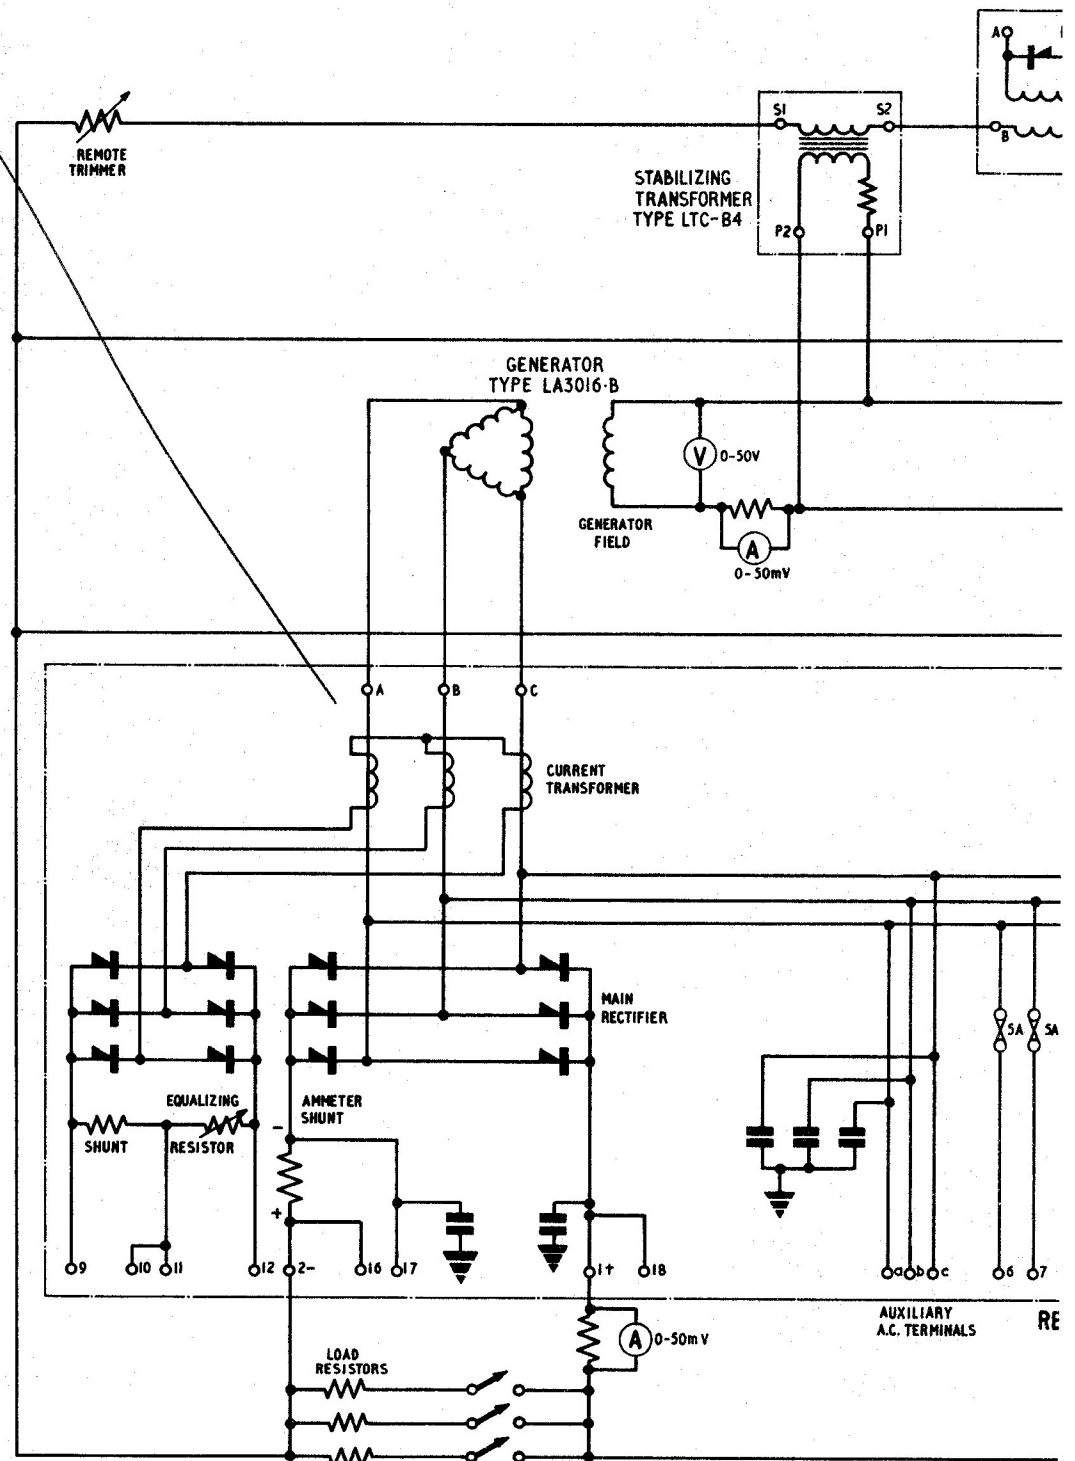 A
REMOTE
TRIMMER
S1
S2
B
STABILIZING
TRANSFORMER
TYPE LTC-B4
P2
P1
GENERATOR
TYPE LA3016·B
V
0-50V
GENERATOR
FIELD
A
0-50mV
A
B
C
CURRENT
TRANSFORMER
MAIN
RECTIFIER
5A
5A
EQUALIZING
RESISTOR
SHUNT
AMMETER
SHUNT
-
+
9
10
11
12
2-
16
17
1+
18
a
b
c
6
7
AUXILIARY
A.C. TERMINALS
RE
A
0-50mV
LOAD
RESISTORS